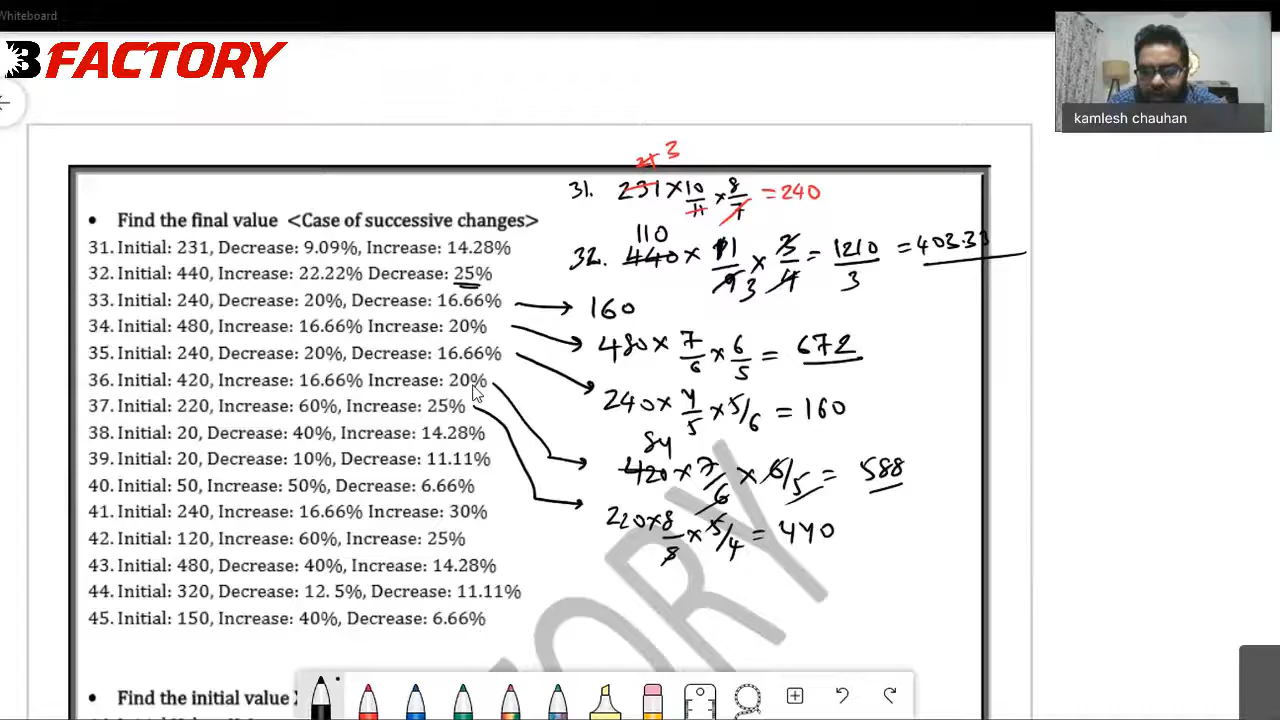 Whiteboard
3FACTORY
kamlesh chauhan
• Find the final value <Case of successive changes>
31. Initial: 231, Decrease: 9.09%, Increase: 14.28%
32. Initial: 440, Increase: 22.22% Decrease: 25%
33. Initial: 240, Decrease: 20%, Decrease: 16.66%
34. Initial: 480, Increase: 16.66% Increase: 20%
35. Initial: 240, Decrease: 20%, Decrease: 16.66%
36. Initial: 420, Increase: 16.66% Increase: 20%
37. Initial: 220, Increase: 60%, Increase: 25%
38. Initial: 20, Decrease: 40%, Increase: 14.28%
39. Initial: 20, Decrease: 10%, Decrease: 11.11%
40. Initial: 50, Increase: 50%, Decrease: 6.66%
41. Initial: 240, Increase: 16.66% Increase: 30%
42. Initial: 120, Increase: 60%, Increase: 25%
43. Initial: 480, Decrease: 40%, Increase: 14.28%
44. Initial: 320, Decrease: 12. 5%, Decrease: 11.11%
45. Initial: 150, Increase: 40%, Decrease: 6.66%
21 3
31. 231 × 10/11 × 8/7 = 240
110
32. 440 × 11/9 3 × 3/4 = 1210/3 = 403.33
160
480 × 7/6 × 6/5 = 672
240 × 4/5 × 5/6 = 160
84
420 × 7/6 × 6/5 = 588
220 × 8/5 × 5/4 = 440
• Find the initial value